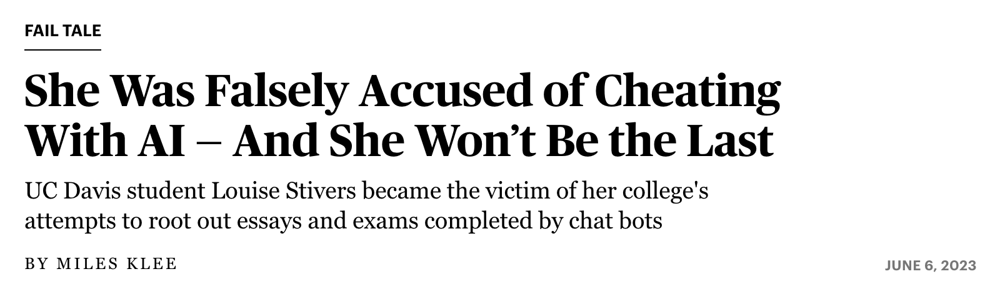 FAIL TALE
She Was Falsely Accused of Cheating
With AI — And She Won’t Be the Last
UC Davis student Louise Stivers became the victim of her college's
attempts to root out essays and exams completed by chat bots
BY MILES KLEE
JUNE 6, 2023